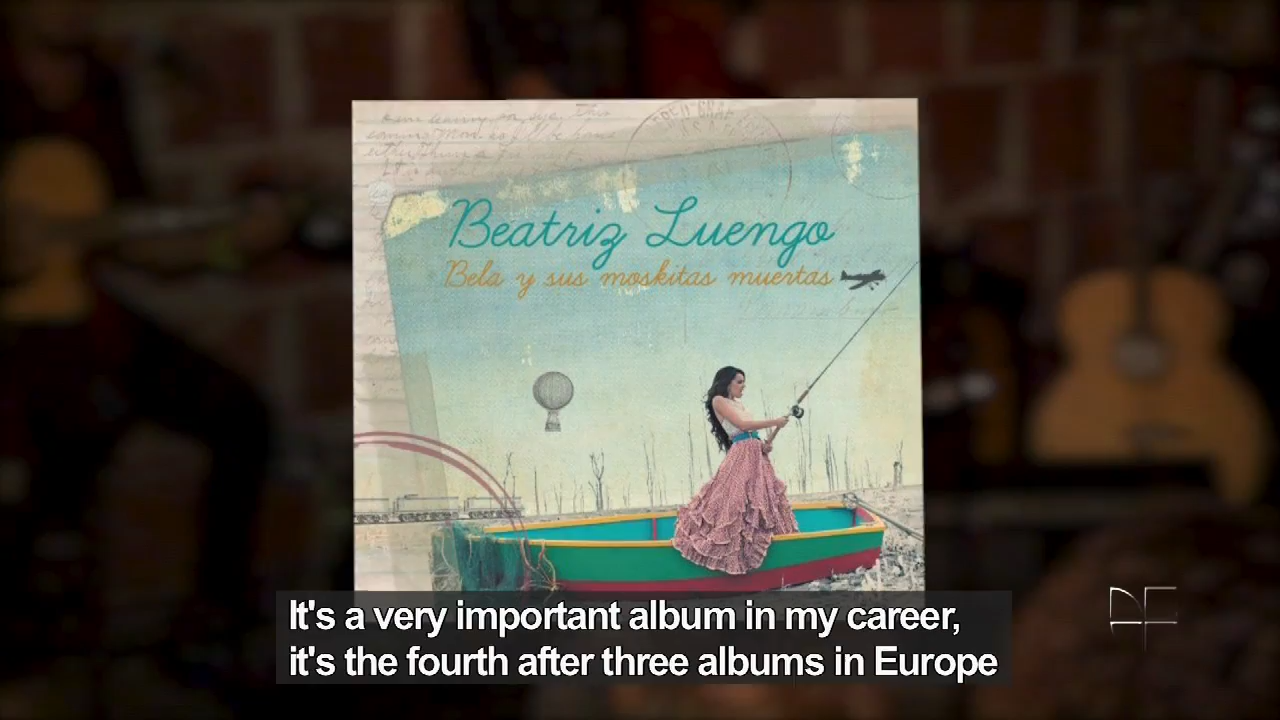 Beatriz Luengo
Bela y sus moskitas muertas
It's a very important album in my career,
it's the fourth after three albums in Europe